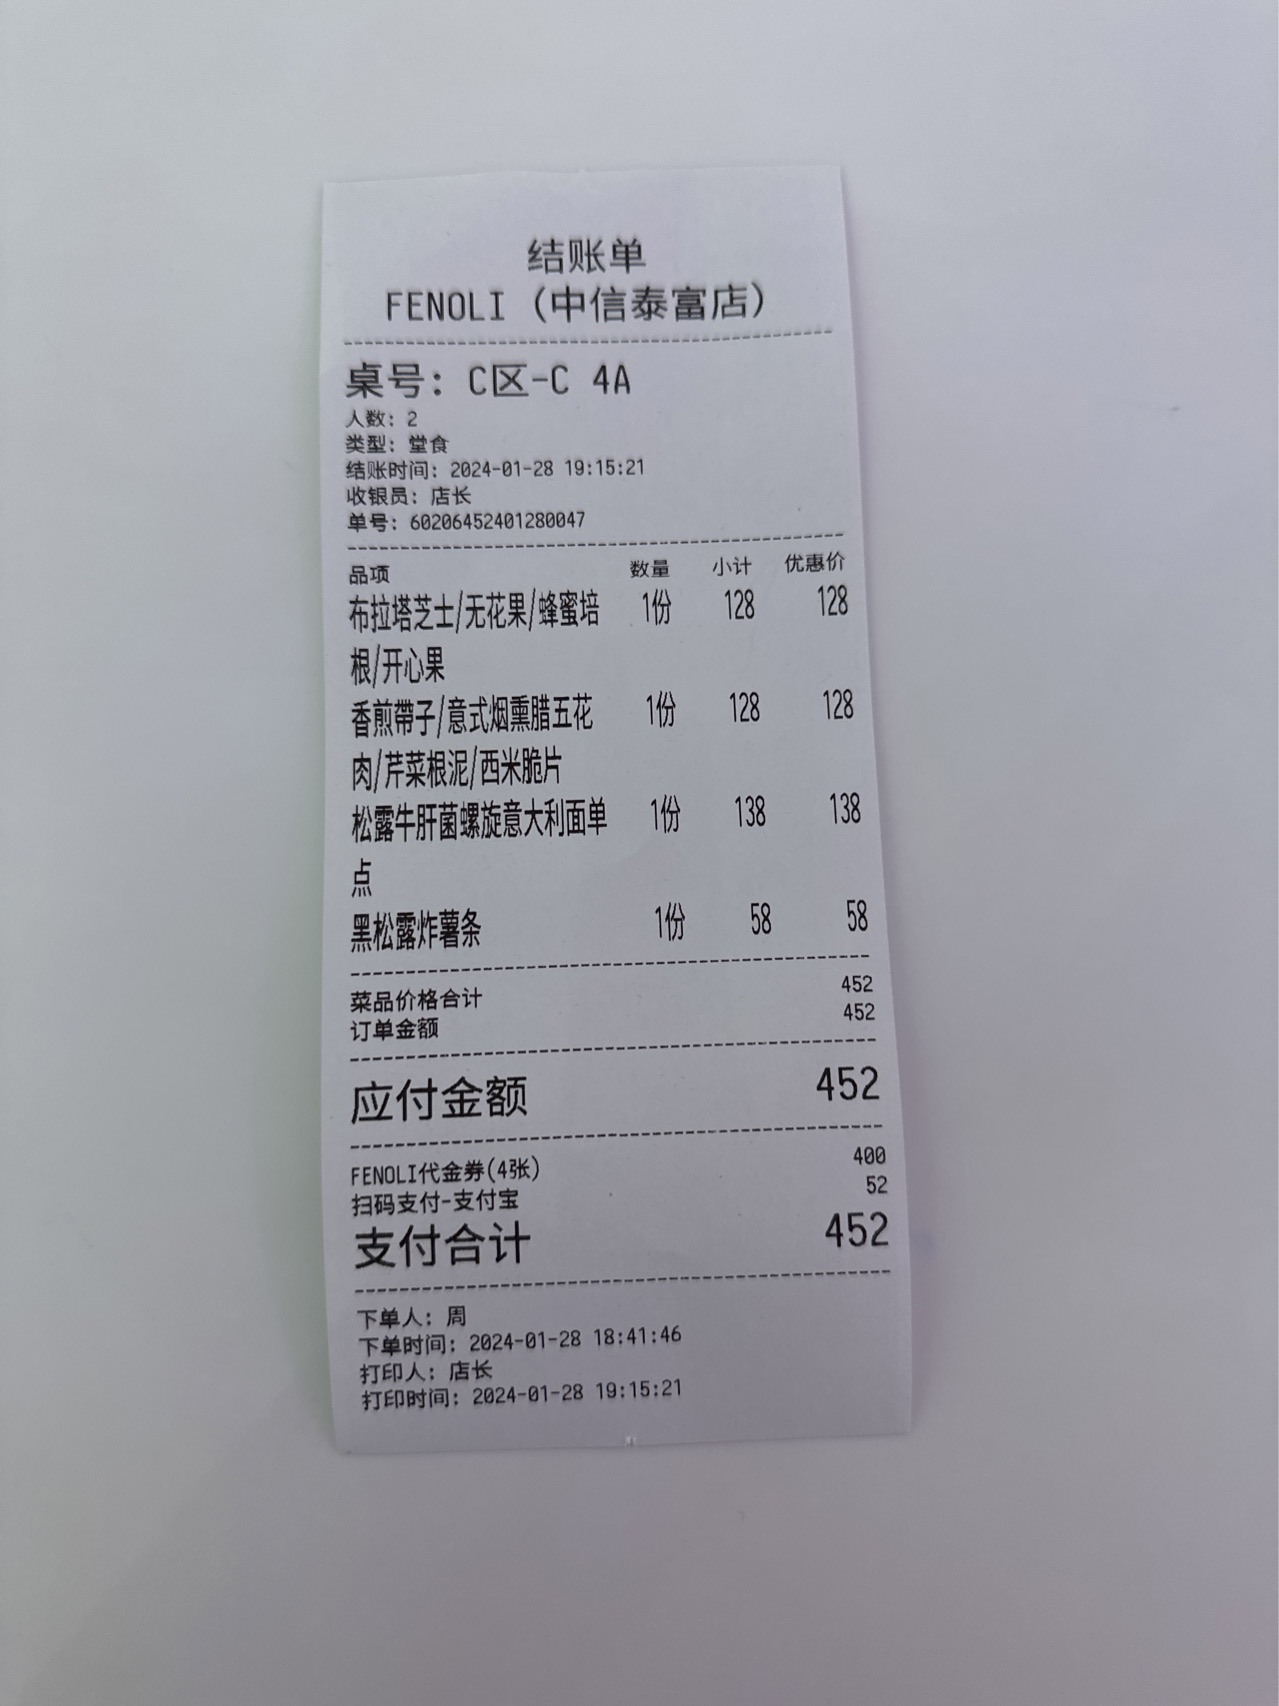 结账单
FENOLI（中信泰富店）
桌号：C区-C 4A
人数：2
类型：堂食
结账时间：2024-01-28 19:15:21
收银员：店长
单号：602064524012​80047
品项 数量 小计 优惠价
布拉塔芝士/无花果/蜂蜜培 1份 128 128
根/开心果
香煎帶子/意式烟熏腊五花 1份 128 128
肉/芹菜根泥/西米脆片
松露牛肝菌螺旋意大利面单 1份 138 138
点
黑松露炸薯条 1份 58 58
菜品价格合计 452
订单金额 452
应付金额 452
FENOLI代金券(4张) 400
扫码支付-支付宝 52
支付合计 452
下单人：周
下单时间：2024-01-28 18:41:46
打印人：店长
打印时间：2024-01-28 19:15:21